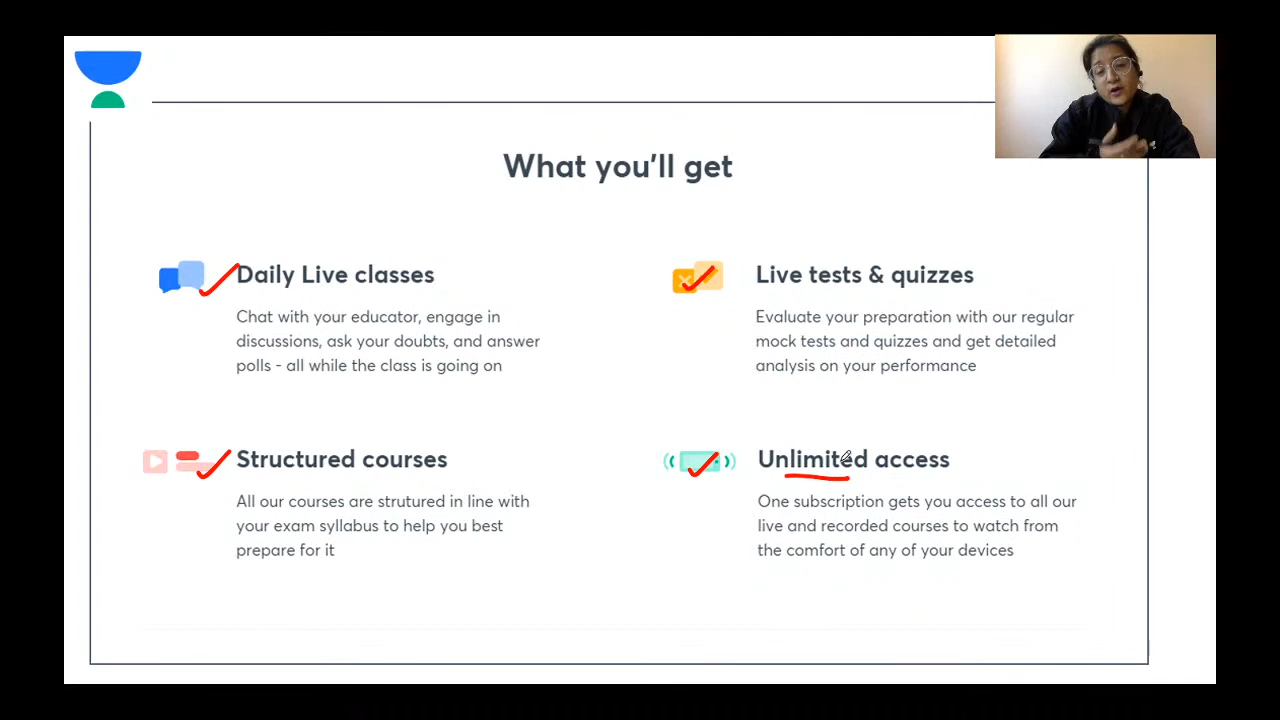 What you'll get
Daily Live classes
Chat with your educator, engage in
discussions, ask your doubts, and answer
polls - all while the class is going on
Live tests & quizzes
Evaluate your preparation with our regular
mock tests and quizzes and get detailed
analysis on your performance
Structured courses
All our courses are strutured in line with
your exam syllabus to help you best
prepare for it
Unlimited access
One subscription gets you access to all our
live and recorded courses to watch from
the comfort of any of your devices